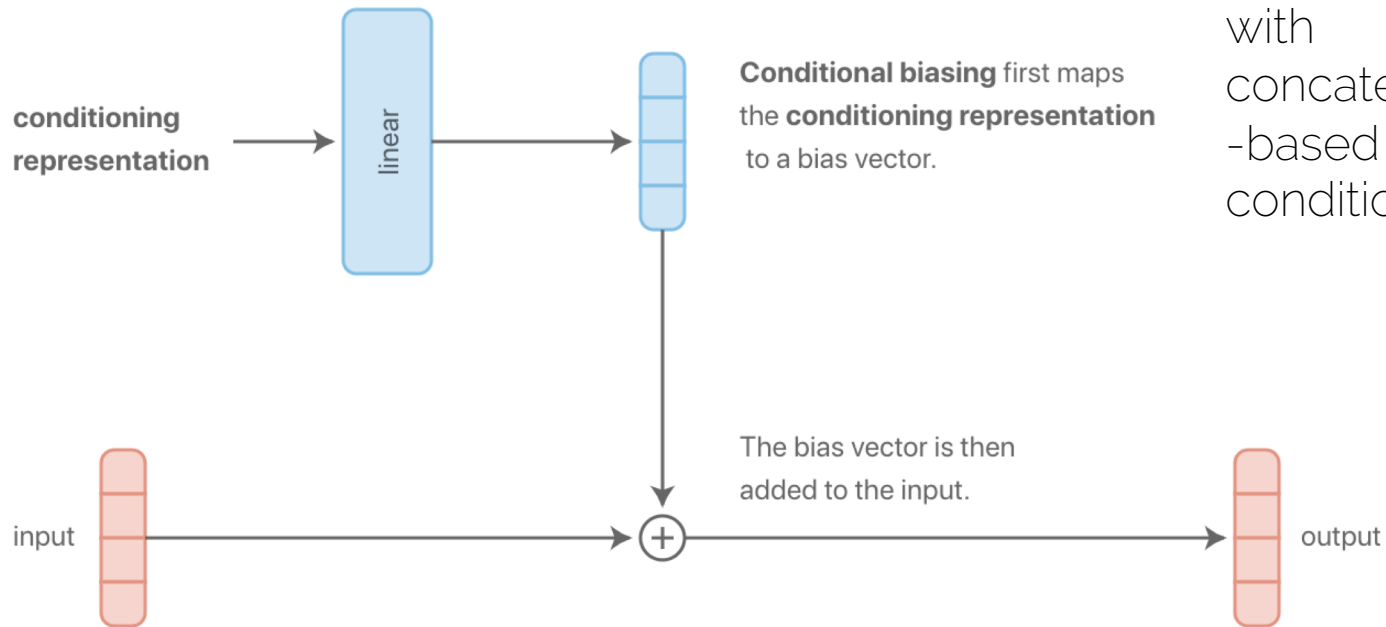 conditioning
representation
linear
Conditional biasing first maps
the conditioning representation
to a bias vector.
with
-based
The bias vector is then
added to the input.
input
+
output